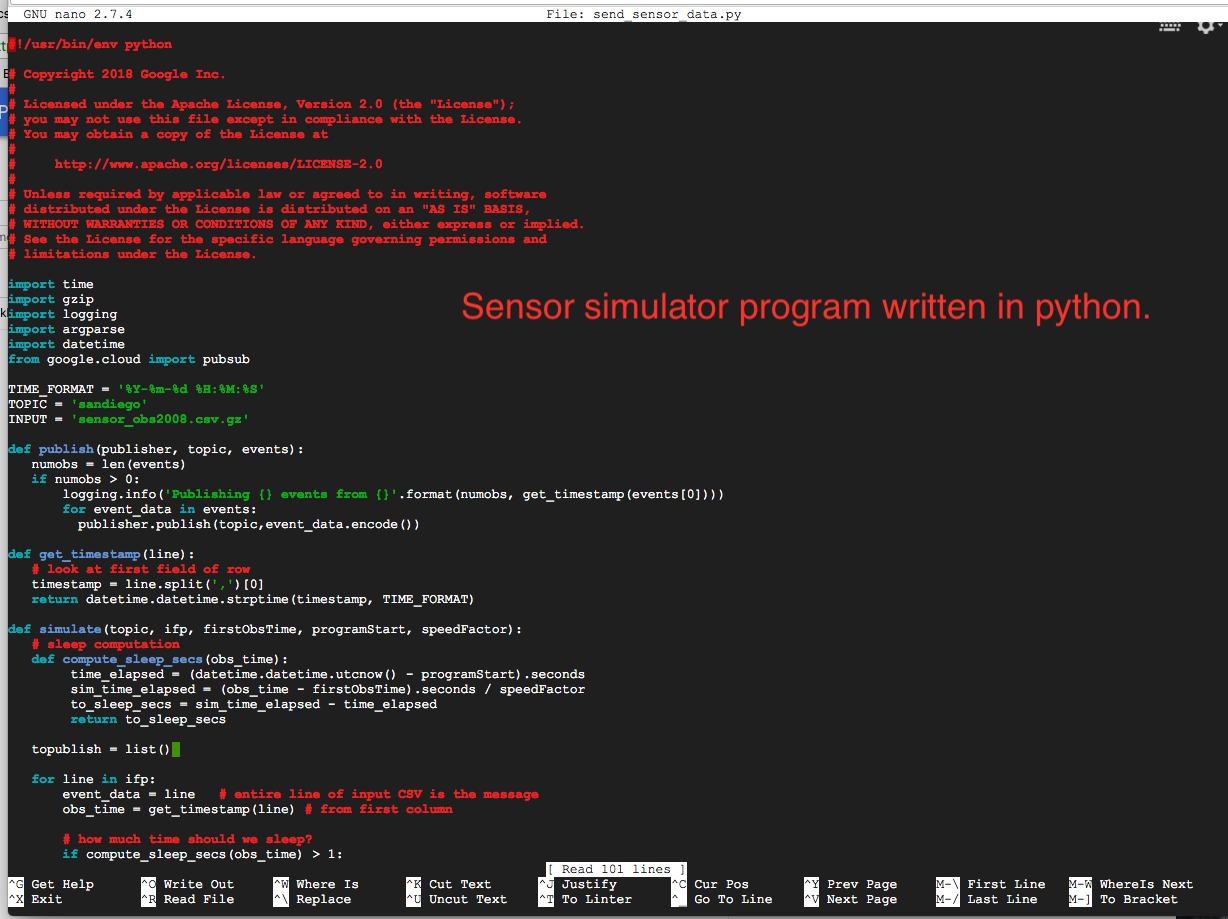 GNU nano 2.7.4 File: send_sensor_data.py
#!/usr/bin/env python
# Copyright 2018 Google Inc.
#
# Licensed under the Apache License, Version 2.0 (the "License");
# you may not use this file except in compliance with the License.
# You may obtain a copy of the License at
#
#     http://www.apache.org/licenses/LICENSE-2.0
#
# Unless required by applicable law or agreed to in writing, software
# distributed under the License is distributed on an "AS IS" BASIS,
# WITHOUT WARRANTIES OR CONDITIONS OF ANY KIND, either express or implied.
# See the License for the specific language governing permissions and
# limitations under the License.
import time
import gzip
import logging
import argparse
import datetime
from google.cloud import pubsub
Sensor simulator program written in python.
TIME_FORMAT = '%Y-%m-%d %H:%M:%S'
TOPIC = 'sandiego'
INPUT = 'sensor_obs2008.csv.gz'
def publish(publisher, topic, events):
   numobs = len(events)
   if numobs > 0:
       logging.info('Publishing {} events from {}'.format(numobs, get_timestamp(events[0])))
       for event_data in events:
         publisher.publish(topic,event_data.encode())
def get_timestamp(line):
   # look at first field of row
   timestamp = line.split(',')[0]
   return datetime.datetime.strptime(timestamp, TIME_FORMAT)
def simulate(topic, ifp, firstObsTime, programStart, speedFactor):
   # sleep computation
   def compute_sleep_secs(obs_time):
        time_elapsed = (datetime.datetime.utcnow() - programStart).seconds
        sim_time_elapsed = (obs_time - firstObsTime).seconds / speedFactor
        to_sleep_secs = sim_time_elapsed - time_elapsed
        return to_sleep_secs
   topublish = list()
   for line in ifp:
       event_data = line   # entire line of input CSV is the message
       obs_time = get_timestamp(line) # from first column
       # how much time should we sleep?
       if compute_sleep_secs(obs_time) > 1:
[ Read 101 lines ]
^G Get Help ^O Write Out ^W Where Is ^K Cut Text ^J Justify ^C Cur Pos ^Y Prev Page M-\ First Line M-W WhereIs Next
^X Exit ^R Read File ^\ Replace ^U Uncut Text ^T To Linter ^_ Go To Line ^V Next Page M-/ Last Line M-] To Bracket